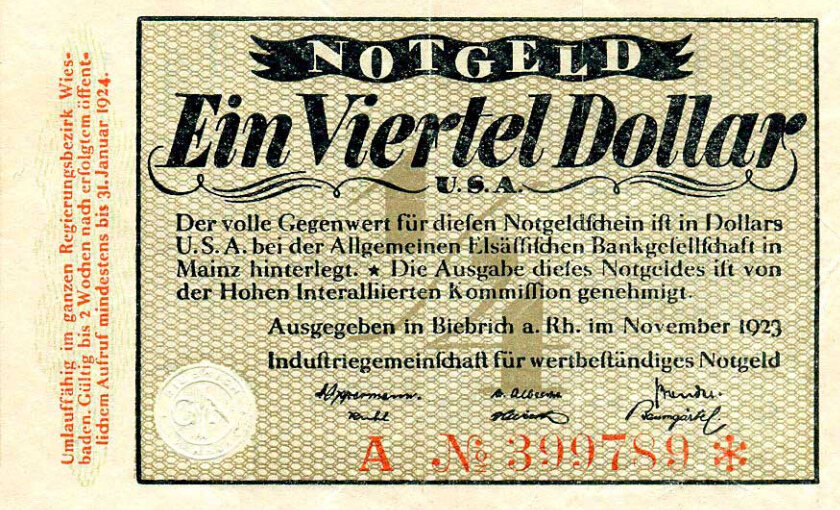 NOTGELD
Ein Viertel Dollar
U.S.A.
1/4
Der volle Gegenwert für dieſen Notgeldſchein iſt in Dollars
U.S.A. bei der Allgemeinen Elsäſſiſchen Bankgeſellſchaft in
Mainz hinterlegt. ★ Die Ausgabe dieſes Notgeldes iſt von
der Hohen Interalliierten Kommiſſion genehmigt.
Ausgegeben in Biebrich a. Rh. im November 1923
Induſtriegemeinſchaft für wertbeſtändiges Notgeld
Baumgärtel
A № 399789 *
Umlauffähig im ganzen Regierungsbezirk Wies-
baden. Gültig bis 2 Wochen nach erfolgtem öffent-
lichem Aufruf mindestens bis 31. Januar 1924.